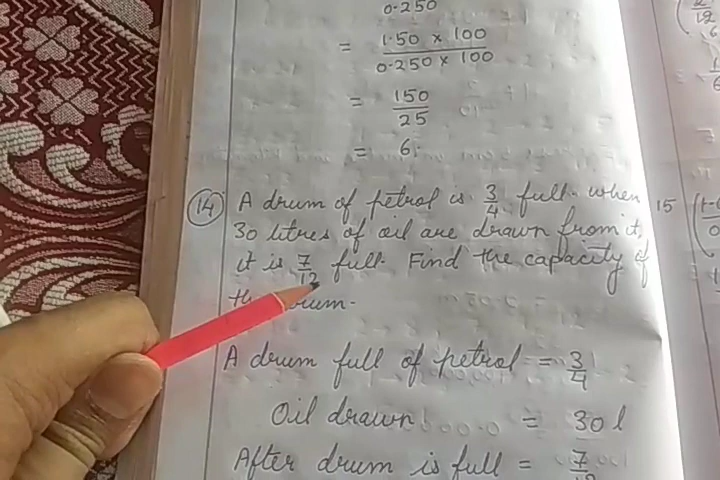 0.250
= 1.50 × 100 / 0.250 × 100
= 150 / 25
= 6.
(14) A drum of petrol is 3/4 full. when
30 litres of oil are drawn from it,
it is 7/12 full. Find the capacity of
drum.
A drum full of petrol = 3/4
Oil drawn = 30 l
After drum is full = 7/12
15